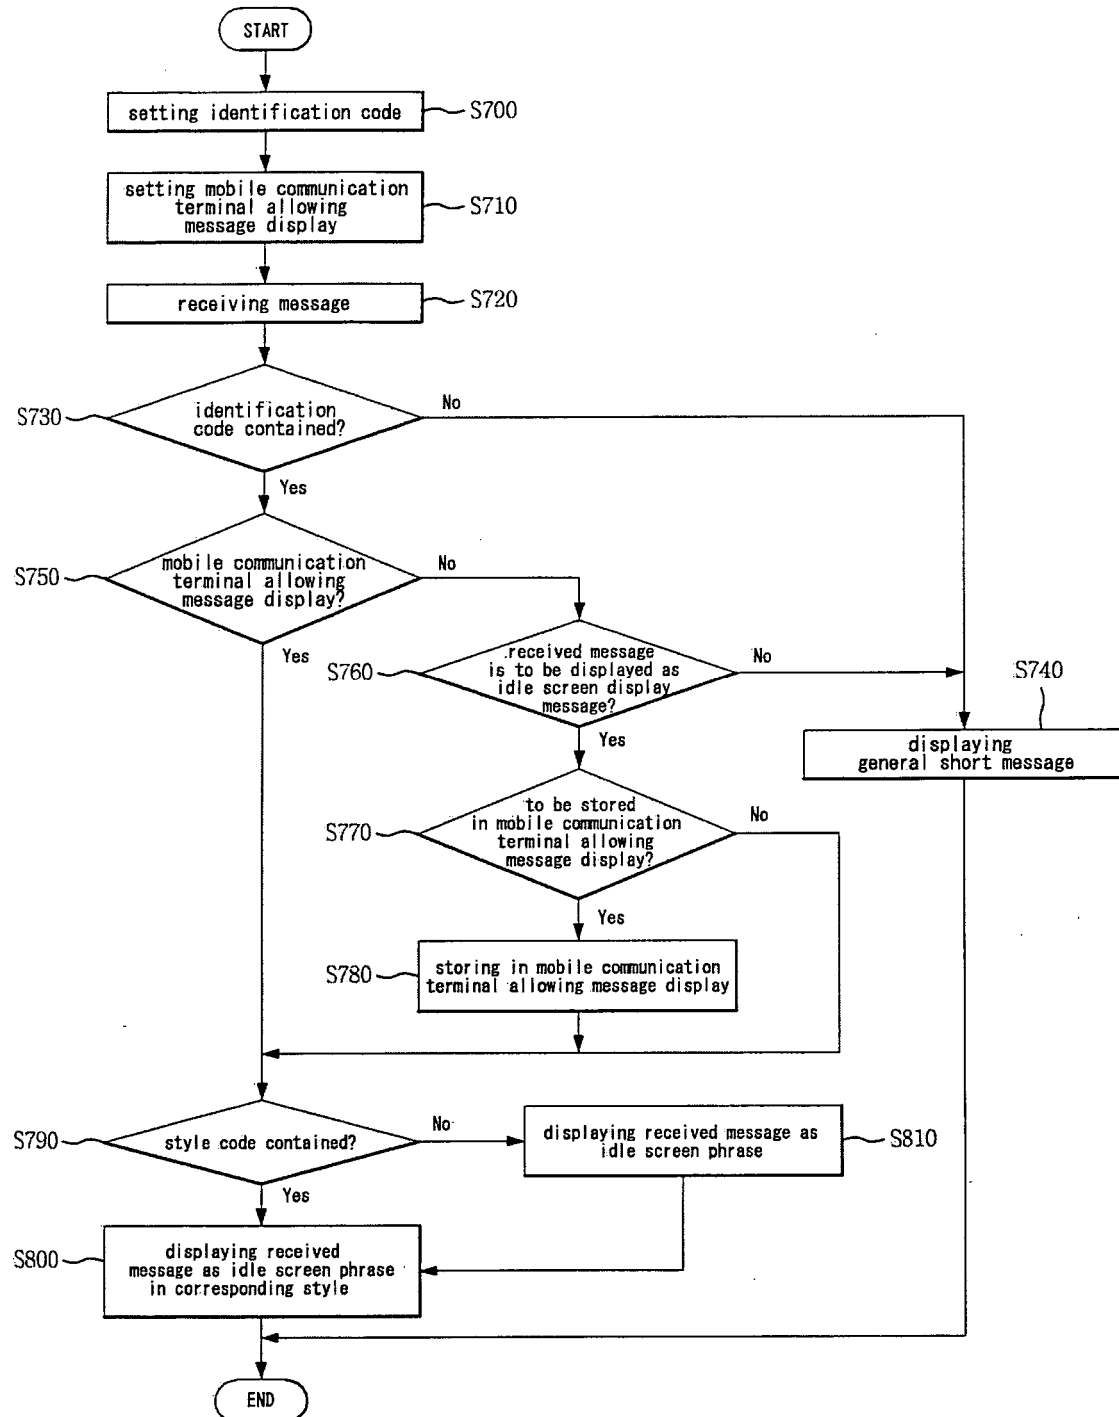 START
setting identification code
S700
setting mobile communication
terminal allowing
message display
S710
receiving message
S720
S730
identification
code contained?
No
Yes
S750
mobile communication
terminal allowing
message display?
No
Yes
S760
received message
is to be displayed as
idle screen display
message?
No
Yes
S740
displaying
general short message
S770
to be stored
in mobile communication
terminal allowing
message display?
No
Yes
S780
storing in mobile communication
terminal allowing message display
S790
style code contained?
No
Yes
displaying received message as
idle screen phrase
S810
S800
displaying received
message as idle screen phrase
in corresponding style
END